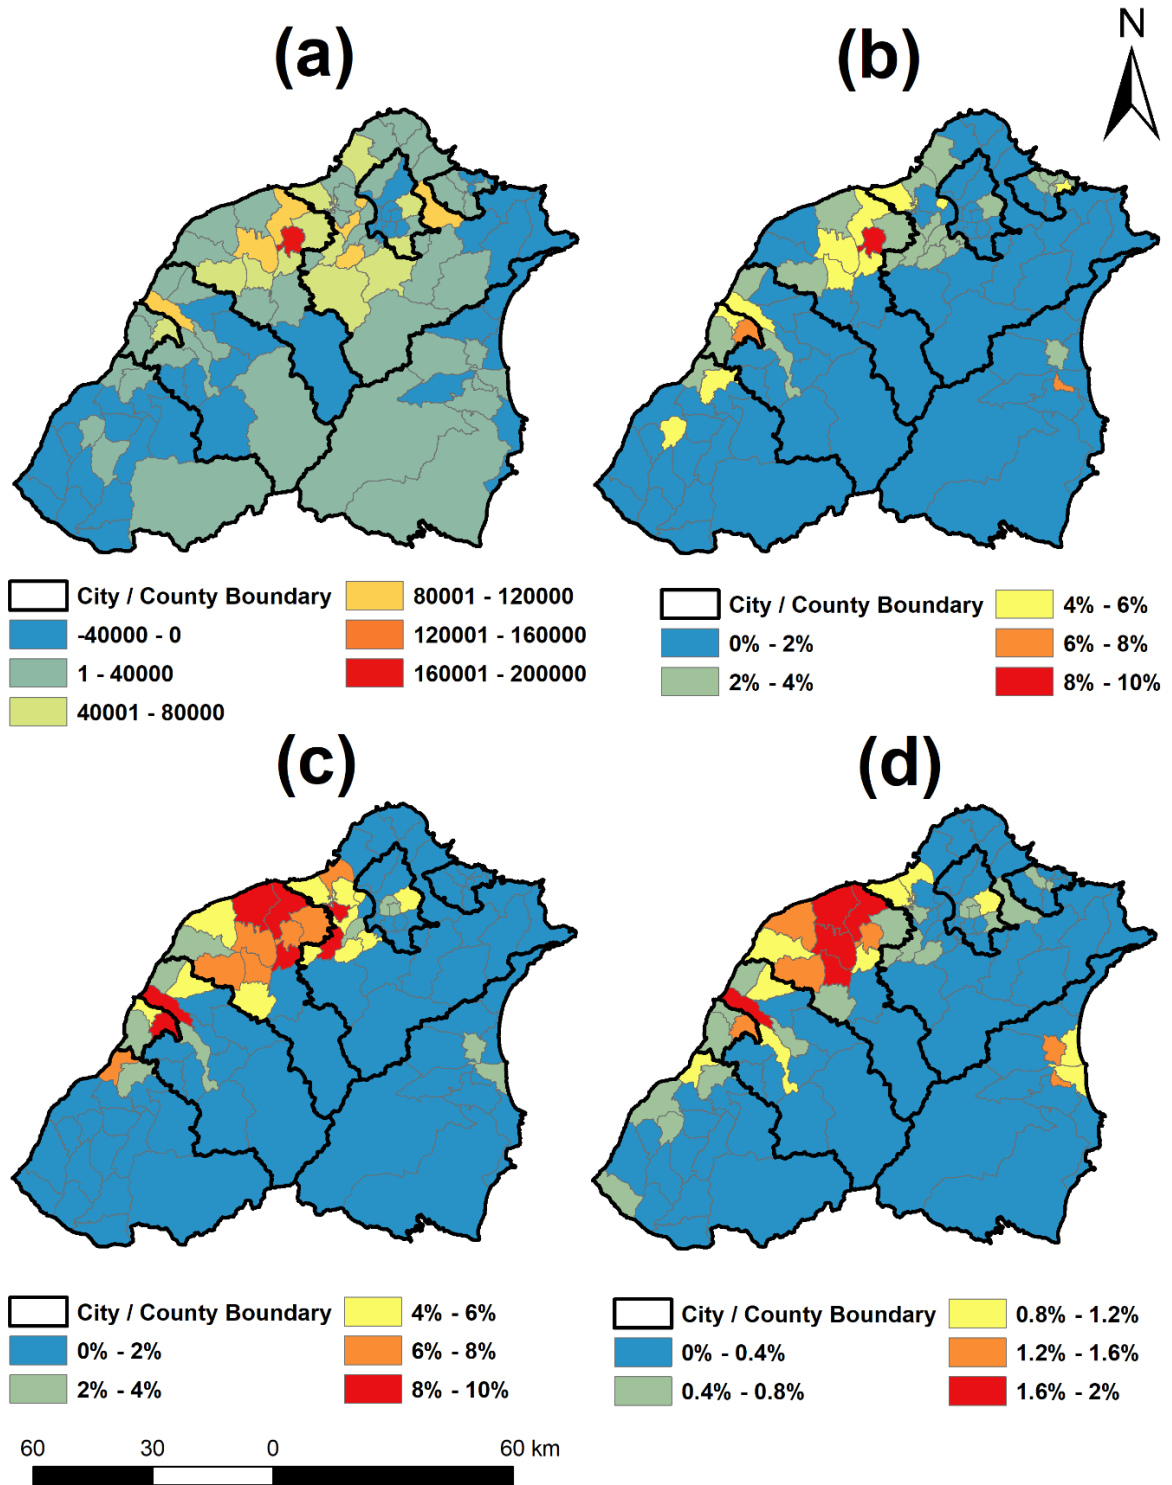 (a)
(b)
N
City / County Boundary
-40000 - 0
1 - 40000
40001 - 80000
80001 - 120000
120001 - 160000
160001 - 200000
City / County Boundary
0% - 2%
2% - 4%
4% - 6%
6% - 8%
8% - 10%
(c)
(d)
City / County Boundary
0% - 2%
2% - 4%
4% - 6%
6% - 8%
8% - 10%
City / County Boundary
0% - 0.4%
0.4% - 0.8%
0.8% - 1.2%
1.2% - 1.6%
1.6% - 2%
60 30 0 60 km